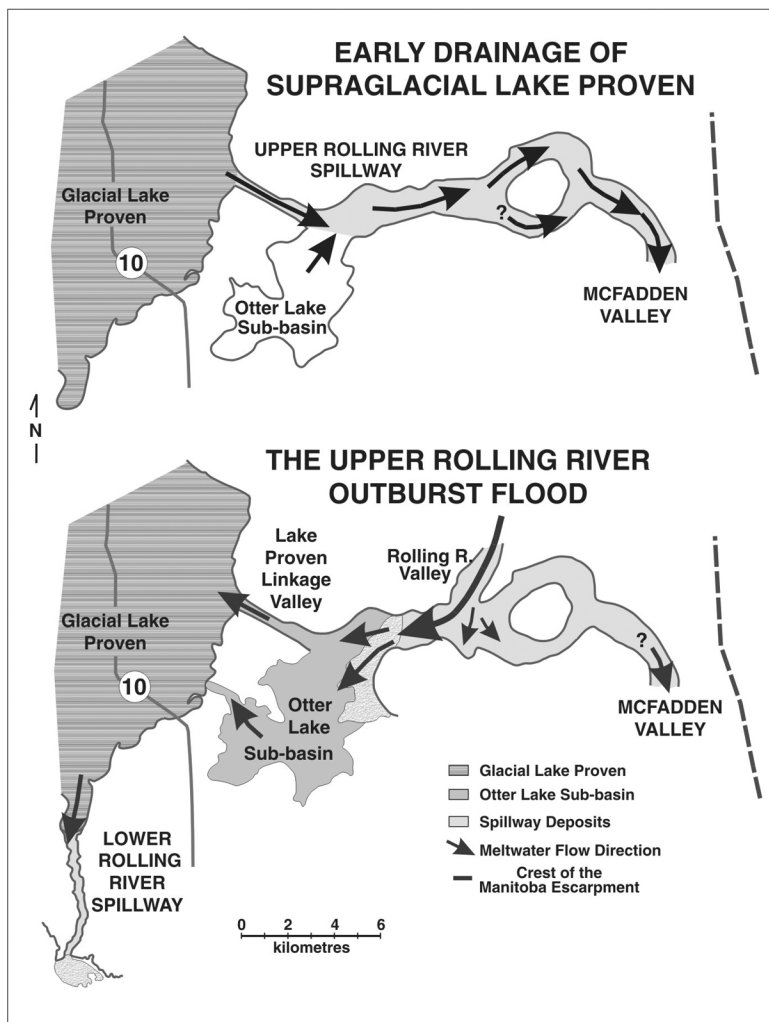 EARLY DRAINAGE OF
SUPRAGLACIAL LAKE PROVEN
UPPER ROLLING RIVER
SPILLWAY
Glacial Lake
Proven
10
?
Otter Lake
Sub-basin
MCFADDEN
VALLEY
N
THE UPPER ROLLING RIVER
OUTBURST FLOOD
Lake
Proven
Linkage
Valley
Rolling R.
Valley
Glacial Lake
Proven
10
?
Otter
Lake
Sub-basin
MCFADDEN
VALLEY
Glacial Lake Proven
Otter Lake Sub-basin
Spillway Deposits
Meltwater Flow Direction
Crest of the
Manitoba Escarpment
LOWER
ROLLING
RIVER
SPILLWAY
0 2 4 6
kilometres